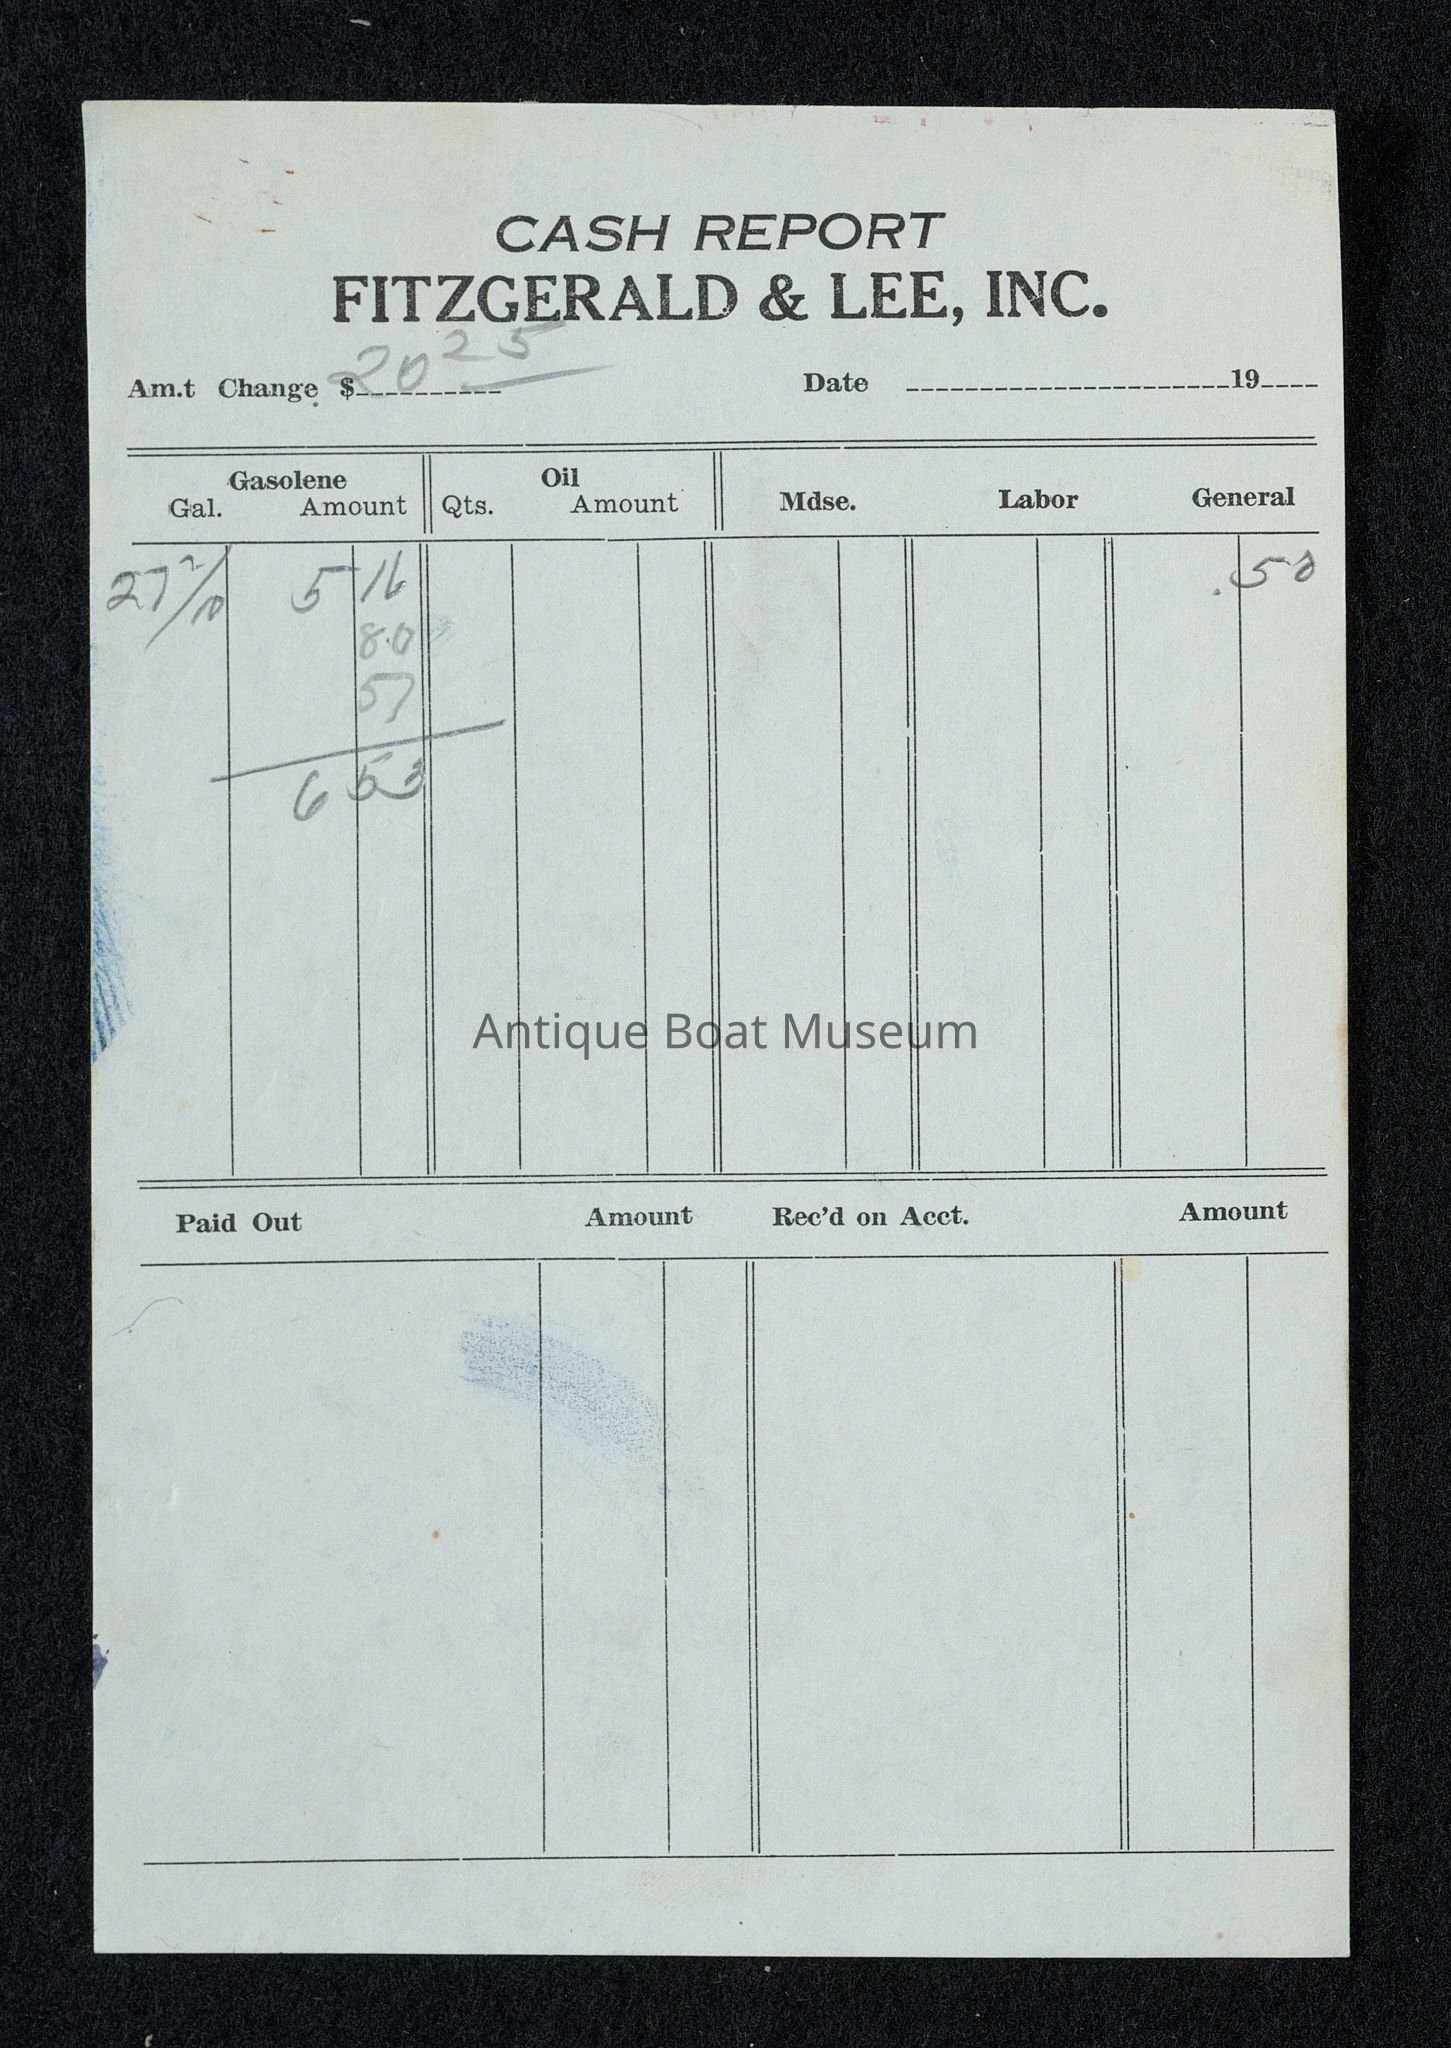 CASH REPORT
FITZGERALD & LEE, INC.
Am.t Change $ 20 25 Date 19
Gasolene Oil
Gal. Amount Qts. Amount Mdse. Labor General
27 2/10 5 16 .50
80
57
6 53
Antique Boat Museum
Paid Out Amount Rec'd on Acct. Amount